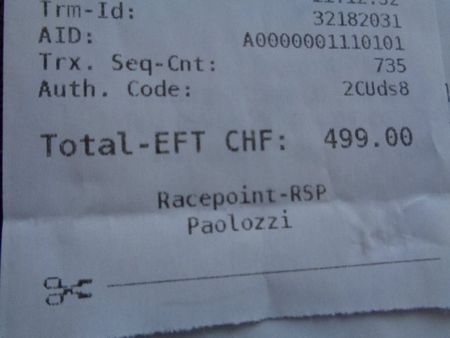 Trm-Id:
32182031
AID: A0000001110101
Trx. Seq-Cnt: 735
Auth. Code: 2CUds8
Total-EFT CHF: 499.00
Racepoint-RSP
Paolozzi